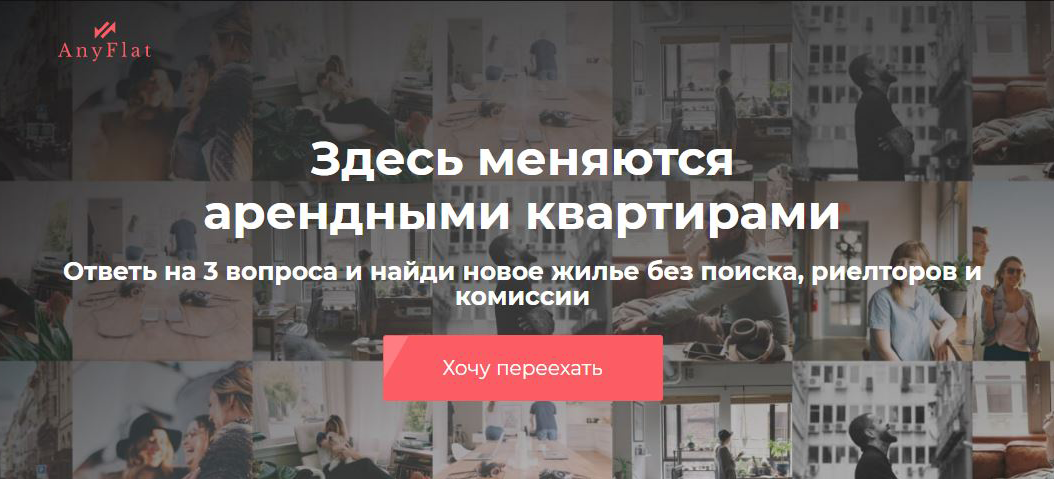 AnyFlat
Здесь меняются
арендными квартирами
Ответь на 3 вопроса и найди новое жилье без поиска, риелторов и
комиссии
Хочу переехать